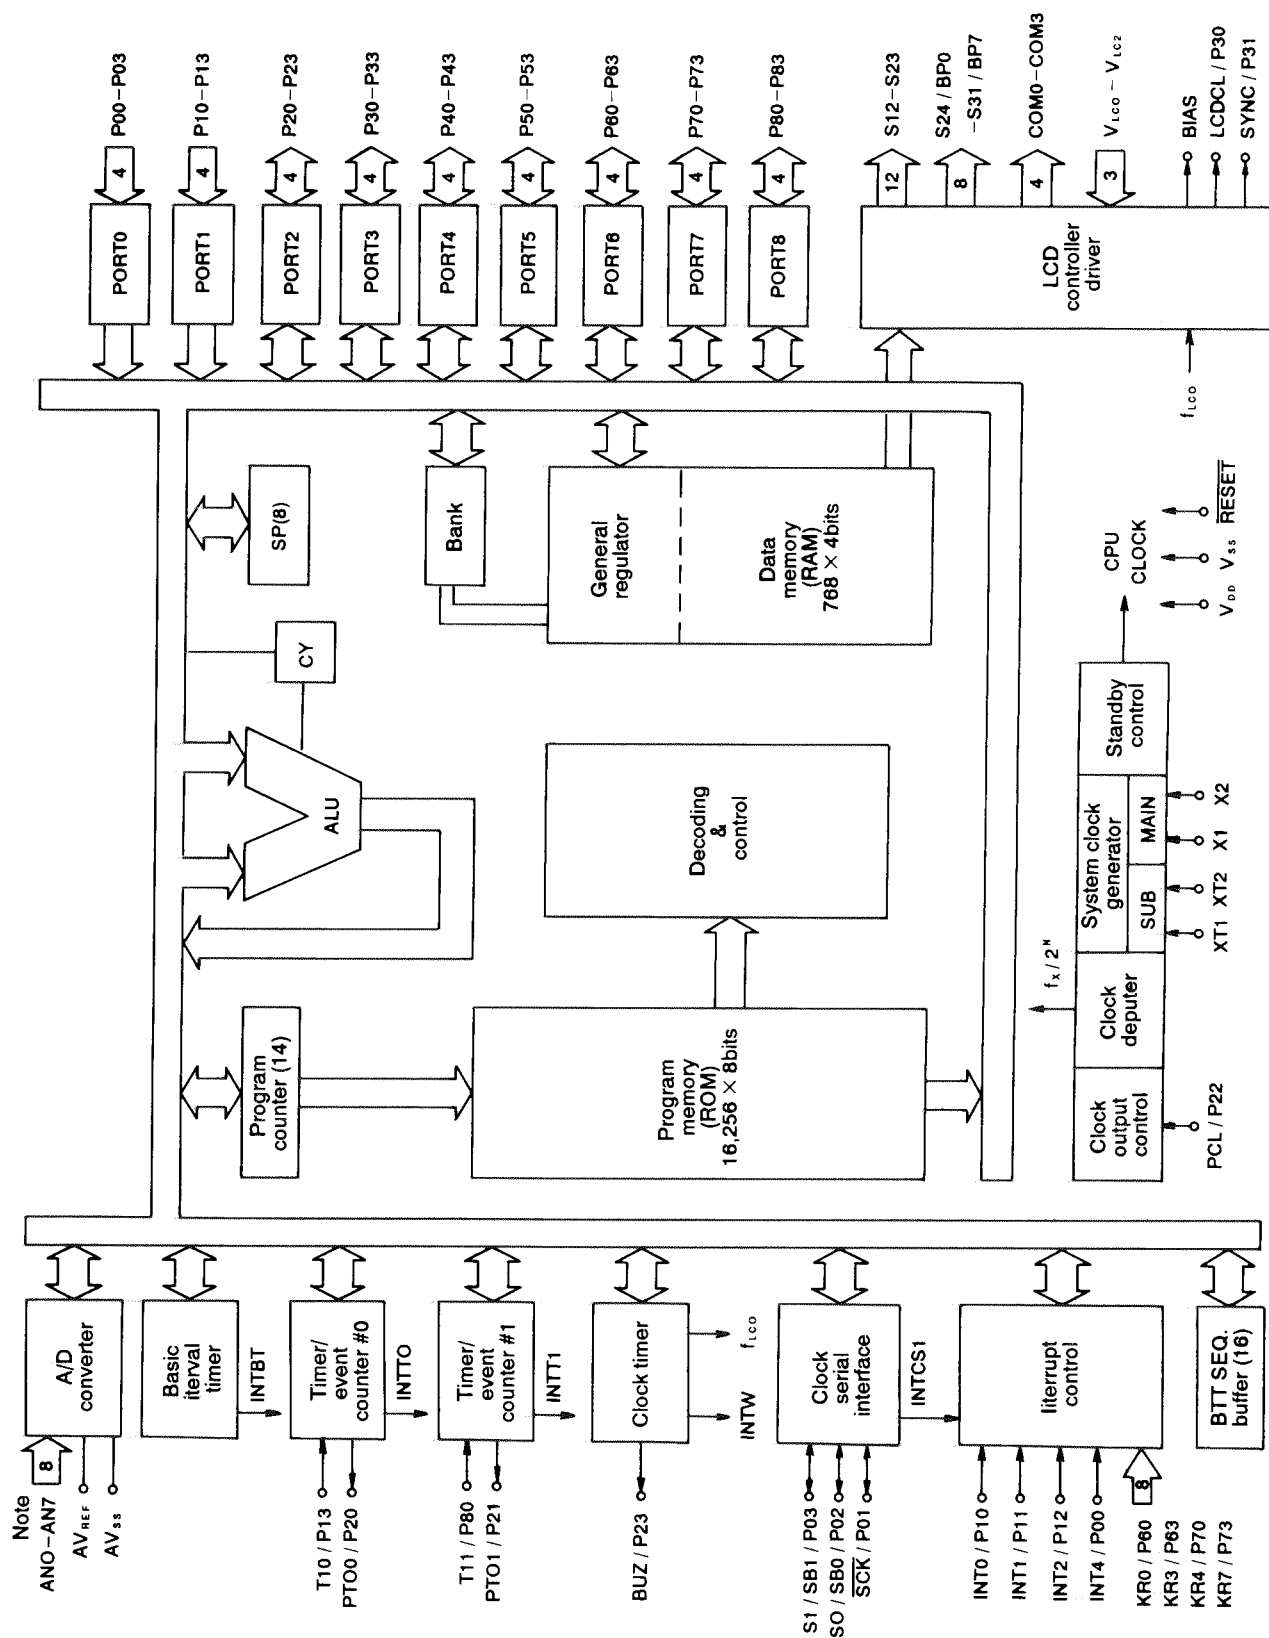 Note
ANO–AN7
8
AV REF
AV SS
A/D
converter
Basic
iterval
timer
INTBT
T10 / P13
PTO0 / P20
Timer/
event
counter #0
INTTO
T11 / P80
PTO1 / P21
Timer/
event
counter #1
INTT1
BUZ / P23
Clock timer
INTW
fLCO
S1 / SB1 / P03
SO / SB0 / P02
SCK / P01
Clock
serial
interface
INTCS1
INT0 / P10
INT1 / P11
INT2 / P12
INT4 / P00
KR0 / P60
KR3 / P63
KR4 / P70
KR7 / P73
8
Iiterrupt
control
BTT SEQ.
buffer (16)
Program
counter (14)
ALU
CY
SP(8)
Program
memory
(ROM)
16,256 × 8bits
Decoding
&
control
Bank
General
regulator
Data
memory
(RAM)
768 × 4bits
Clock
output
control
PCL / P22
Clock
deputer
fX / 2N
System clock
generator
SUB
MAIN
XT1
XT2
X1
X2
Standby
control
CPU
CLOCK
VDD
VSS
RESET
PORT0
4
P00–P03
PORT1
4
P10–P13
PORT2
4
P20–P23
PORT3
4
P30–P33
PORT4
4
P40–P43
PORT5
4
P50–P53
PORT6
4
P60–P63
PORT7
4
P70–P73
PORT8
4
P80–P83
LCD
controller
driver
fLCO
12
S12–S23
8
S24 / BP0
–S31 / BP7
4
COM0–COM3
3
VLCO – VLC2
BIAS
LCDCL / P30
SYNC / P31